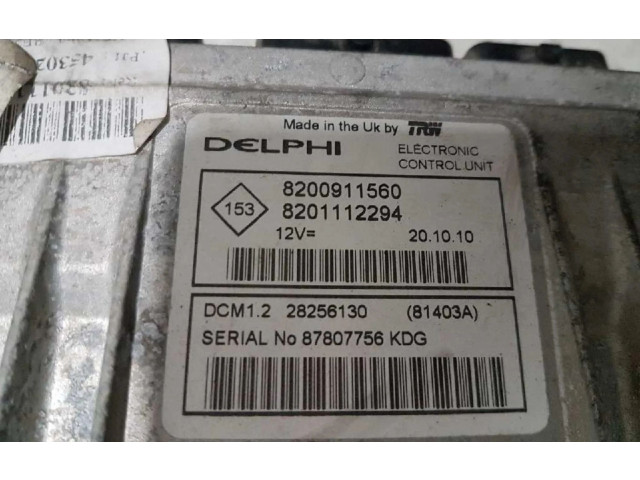 Made in the Uk by TRW
DELPHI
ELECTRONIC
CONTROL UNIT
153
8200911560
8201112294
12V=
20.10.10
DCM1.2 28256130 (81403A)
SERIAL No 87807756 KDG